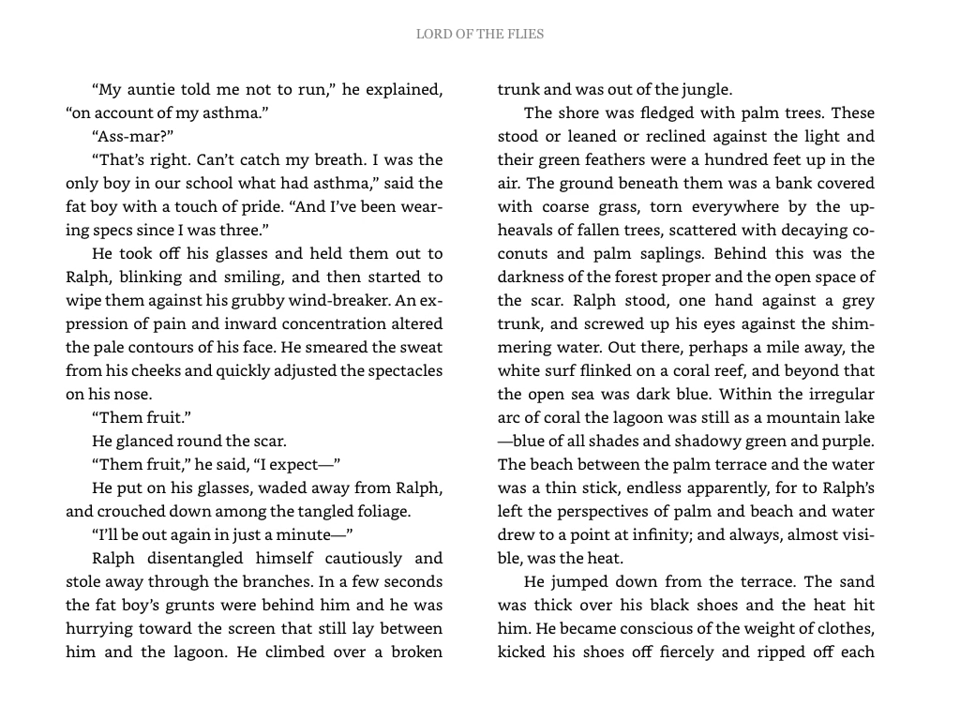 LORD OF THE FLIES
“My auntie told me not to run,” he explained,
“on account of my asthma.”
“Ass-mar?”
“That’s right. Can’t catch my breath. I was the
only boy in our school what had asthma,” said the
fat boy with a touch of pride. “And I’ve been wear-
ing specs since I was three.”
He took off his glasses and held them out to
Ralph, blinking and smiling, and then started to
wipe them against his grubby wind-breaker. An ex-
pression of pain and inward concentration altered
the pale contours of his face. He smeared the sweat
from his cheeks and quickly adjusted the spectacles
on his nose.
“Them fruit.”
He glanced round the scar.
“Them fruit,” he said, “I expect—”
He put on his glasses, waded away from Ralph,
and crouched down among the tangled foliage.
“I’ll be out again in just a minute—”
Ralph disentangled himself cautiously and
stole away through the branches. In a few seconds
the fat boy’s grunts were behind him and he was
hurrying toward the screen that still lay between
him and the lagoon. He climbed over a broken
trunk and was out of the jungle.
The shore was fledged with palm trees. These
stood or leaned or reclined against the light and
their green feathers were a hundred feet up in the
air. The ground beneath them was a bank covered
with coarse grass, torn everywhere by the up-
heavals of fallen trees, scattered with decaying co-
conuts and palm saplings. Behind this was the
darkness of the forest proper and the open space of
the scar. Ralph stood, one hand against a grey
trunk, and screwed up his eyes against the shim-
mering water. Out there, perhaps a mile away, the
white surf flinked on a coral reef, and beyond that
the open sea was dark blue. Within the irregular
arc of coral the lagoon was still as a mountain lake
—blue of all shades and shadowy green and purple.
The beach between the palm terrace and the water
was a thin stick, endless apparently, for to Ralph’s
left the perspectives of palm and beach and water
drew to a point at infinity; and always, almost visi-
ble, was the heat.
He jumped down from the terrace. The sand
was thick over his black shoes and the heat hit
him. He became conscious of the weight of clothes,
kicked his shoes off fiercely and ripped off each